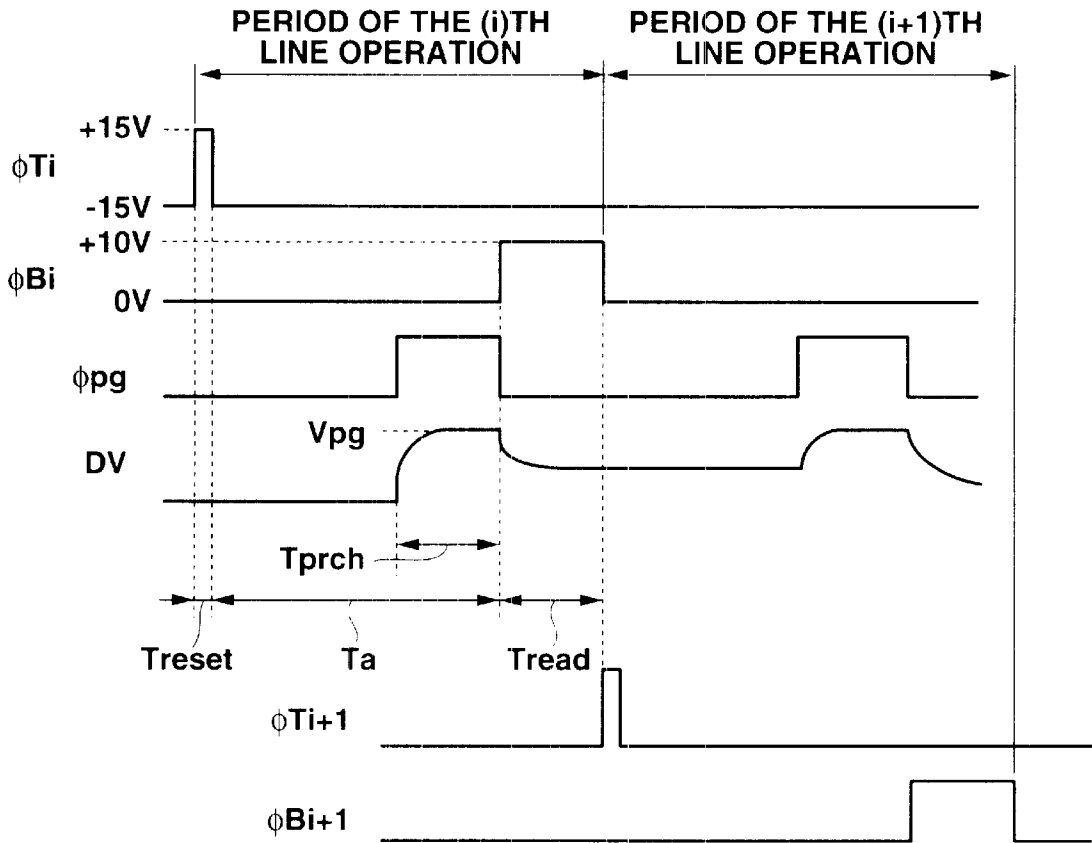 PERIOD OF THE (i)TH
LINE OPERATION
PERIOD OF THE (i+1)TH
LINE OPERATION
+15V
ϕTi
-15V
+10V
ϕBi
0V
ϕpg
Vpg
DV
Tprch
Treset
Ta
Tread
ϕTi+1
ϕBi+1